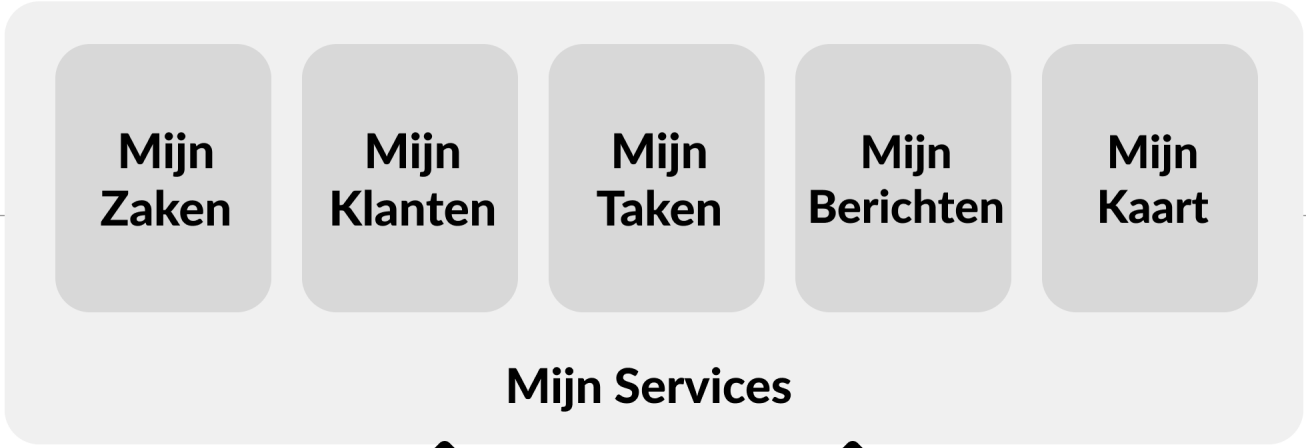 Mijn
Zaken
Mijn
Klanten
Mijn
Taken
Mijn
Berichten
Mijn
Kaart
Mijn Services